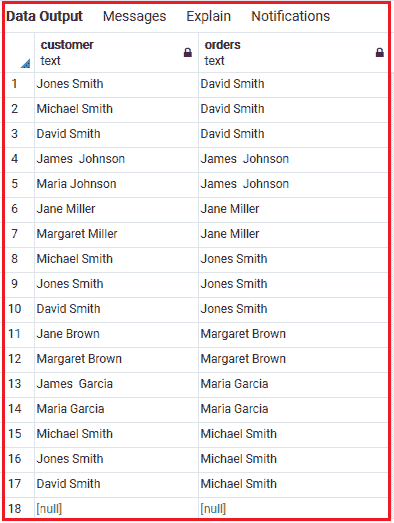 Data Output Messages Explain Notifications
customer orders
text text
1 Jones Smith David Smith
2 Michael Smith David Smith
3 David Smith David Smith
4 James  Johnson James  Johnson
5 Maria Johnson James  Johnson
6 Jane Miller Jane Miller
7 Margaret Miller Jane Miller
8 Michael Smith Jones Smith
9 Jones Smith Jones Smith
10 David Smith Jones Smith
11 Jane Brown Margaret Brown
12 Margaret Brown Margaret Brown
13 James  Garcia Maria Garcia
14 Maria Garcia Maria Garcia
15 Michael Smith Michael Smith
16 Jones Smith Michael Smith
17 David Smith Michael Smith
18 [null] [null]